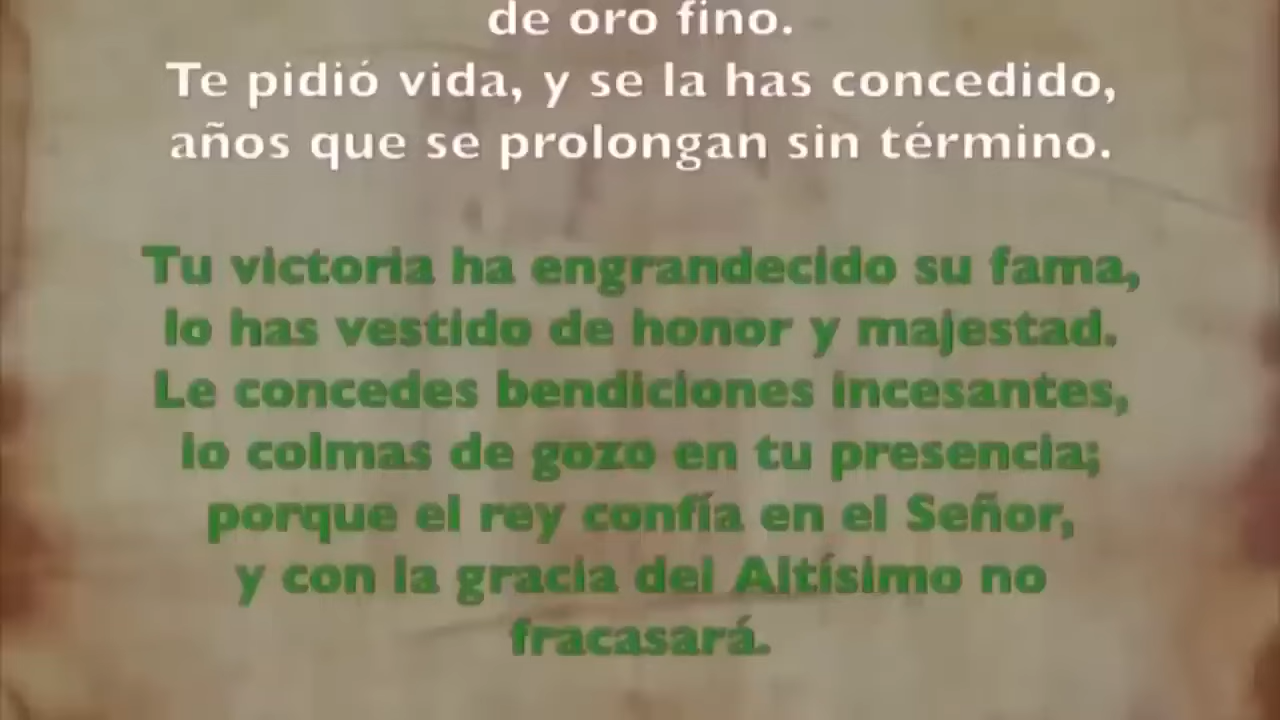 de oro fino.
Te pidió vida, y se la has concedido,
años que se prolongan sin término.
Tu victoria ha engrandecido su fama,
lo has vestido de honor y majestad.
Le concedes bendiciones incesantes,
lo colmas de gozo en tu presencia;
porque el rey confía en el Señor,
y con la gracia del Altísimo no
fracasará.